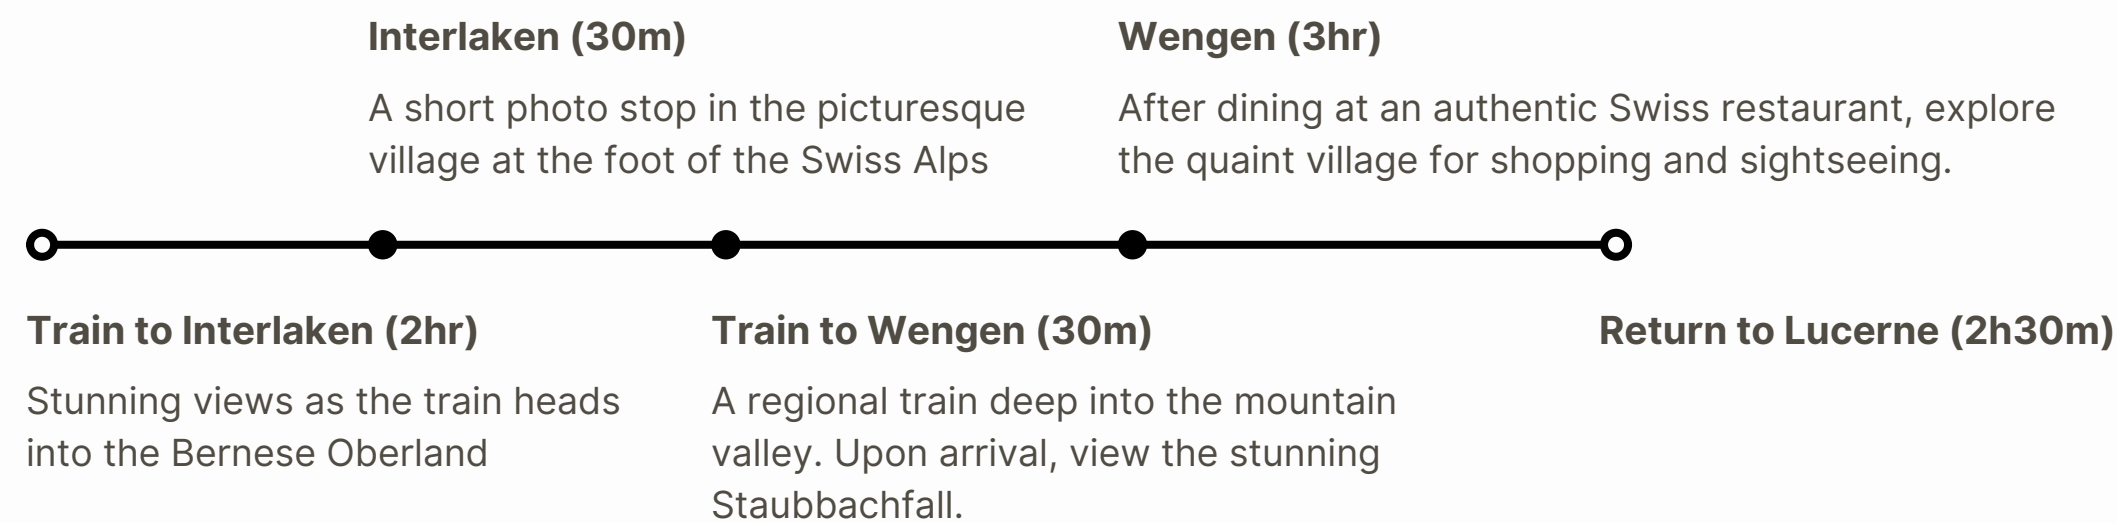 Interlaken (30m)
A short photo stop in the picturesque
village at the foot of the Swiss Alps
Wengen (3hr)
After dining at an authentic Swiss restaurant, explore
the quaint village for shopping and sightseeing.
Train to Interlaken (2hr)
Stunning views as the train heads
into the Bernese Oberland
Train to Wengen (30m)
A regional train deep into the mountain
valley. Upon arrival, view the stunning
Staubbachfall.
Return to Lucerne (2h30m)